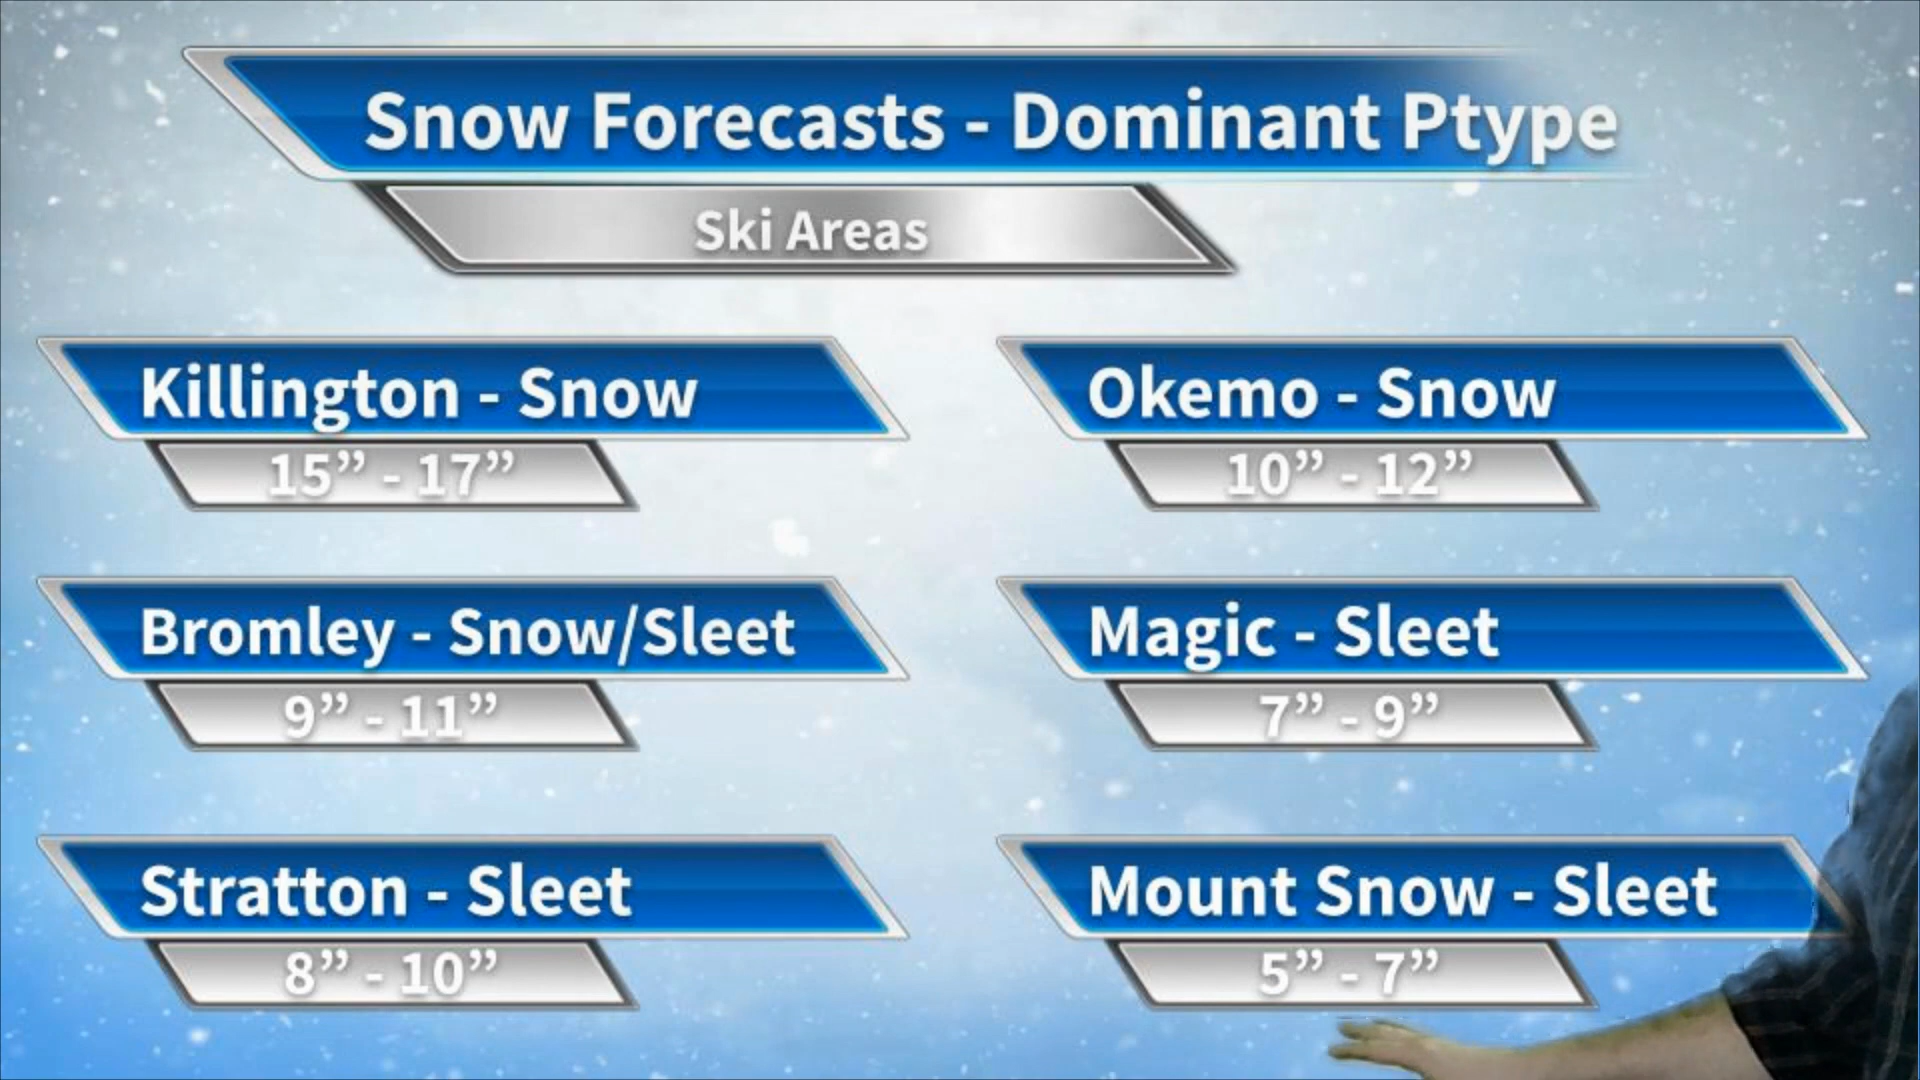 Snow Forecasts - Dominant Ptype
Ski Areas
Killington - Snow
15” - 17”
Okemo - Snow
10” - 12”
Bromley - Snow/Sleet
9” - 11”
Magic - Sleet
7” - 9”
Stratton - Sleet
8” - 10”
Mount Snow - Sleet
5” - 7”